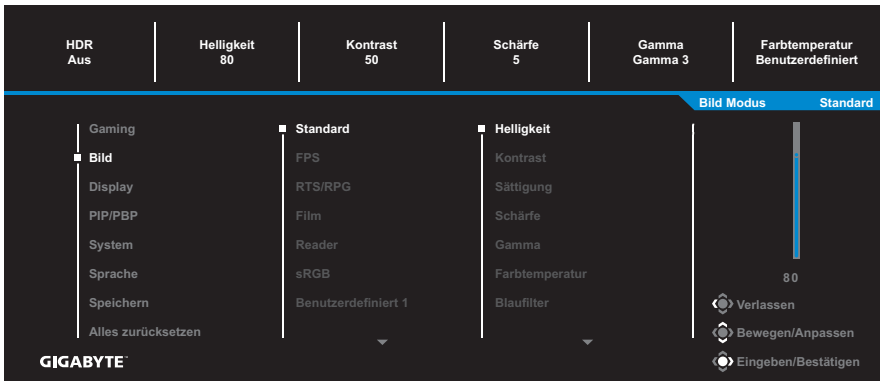 HDR
Aus
Helligkeit
80
Kontrast
50
Schärfe
5
Gamma
Gamma 3
Farbtemperatur
Benutzerdefiniert
Bild Modus
Standard
Gaming
Bild
Display
PIP/PBP
System
Sprache
Speichern
Alles zurücksetzen
Standard
FPS
RTS/RPG
Film
Reader
sRGB
Benutzerdefiniert 1
Helligkeit
Kontrast
Sättigung
Schärfe
Gamma
Farbtemperatur
Blaufilter
80
Verlassen
Bewegen/Anpassen
Eingeben/Bestätigen
GIGABYTE